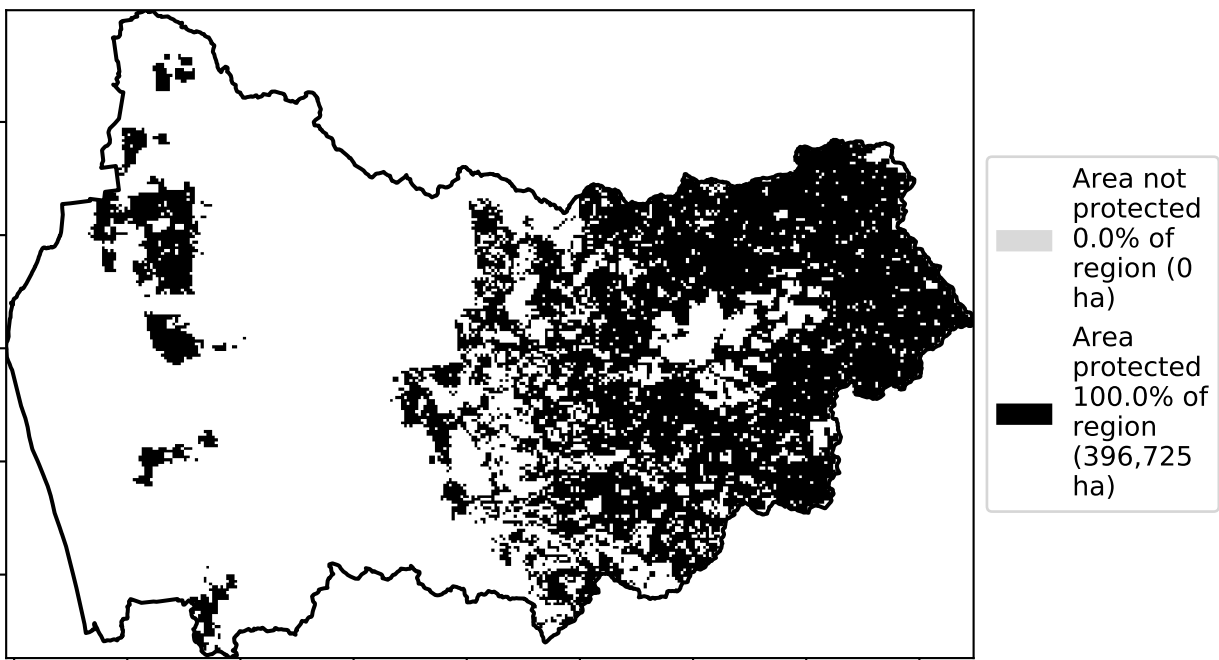 Area not
protected
0.0% of
region (0
ha)
Area
protected
100.0% of
region
(396,725
ha)